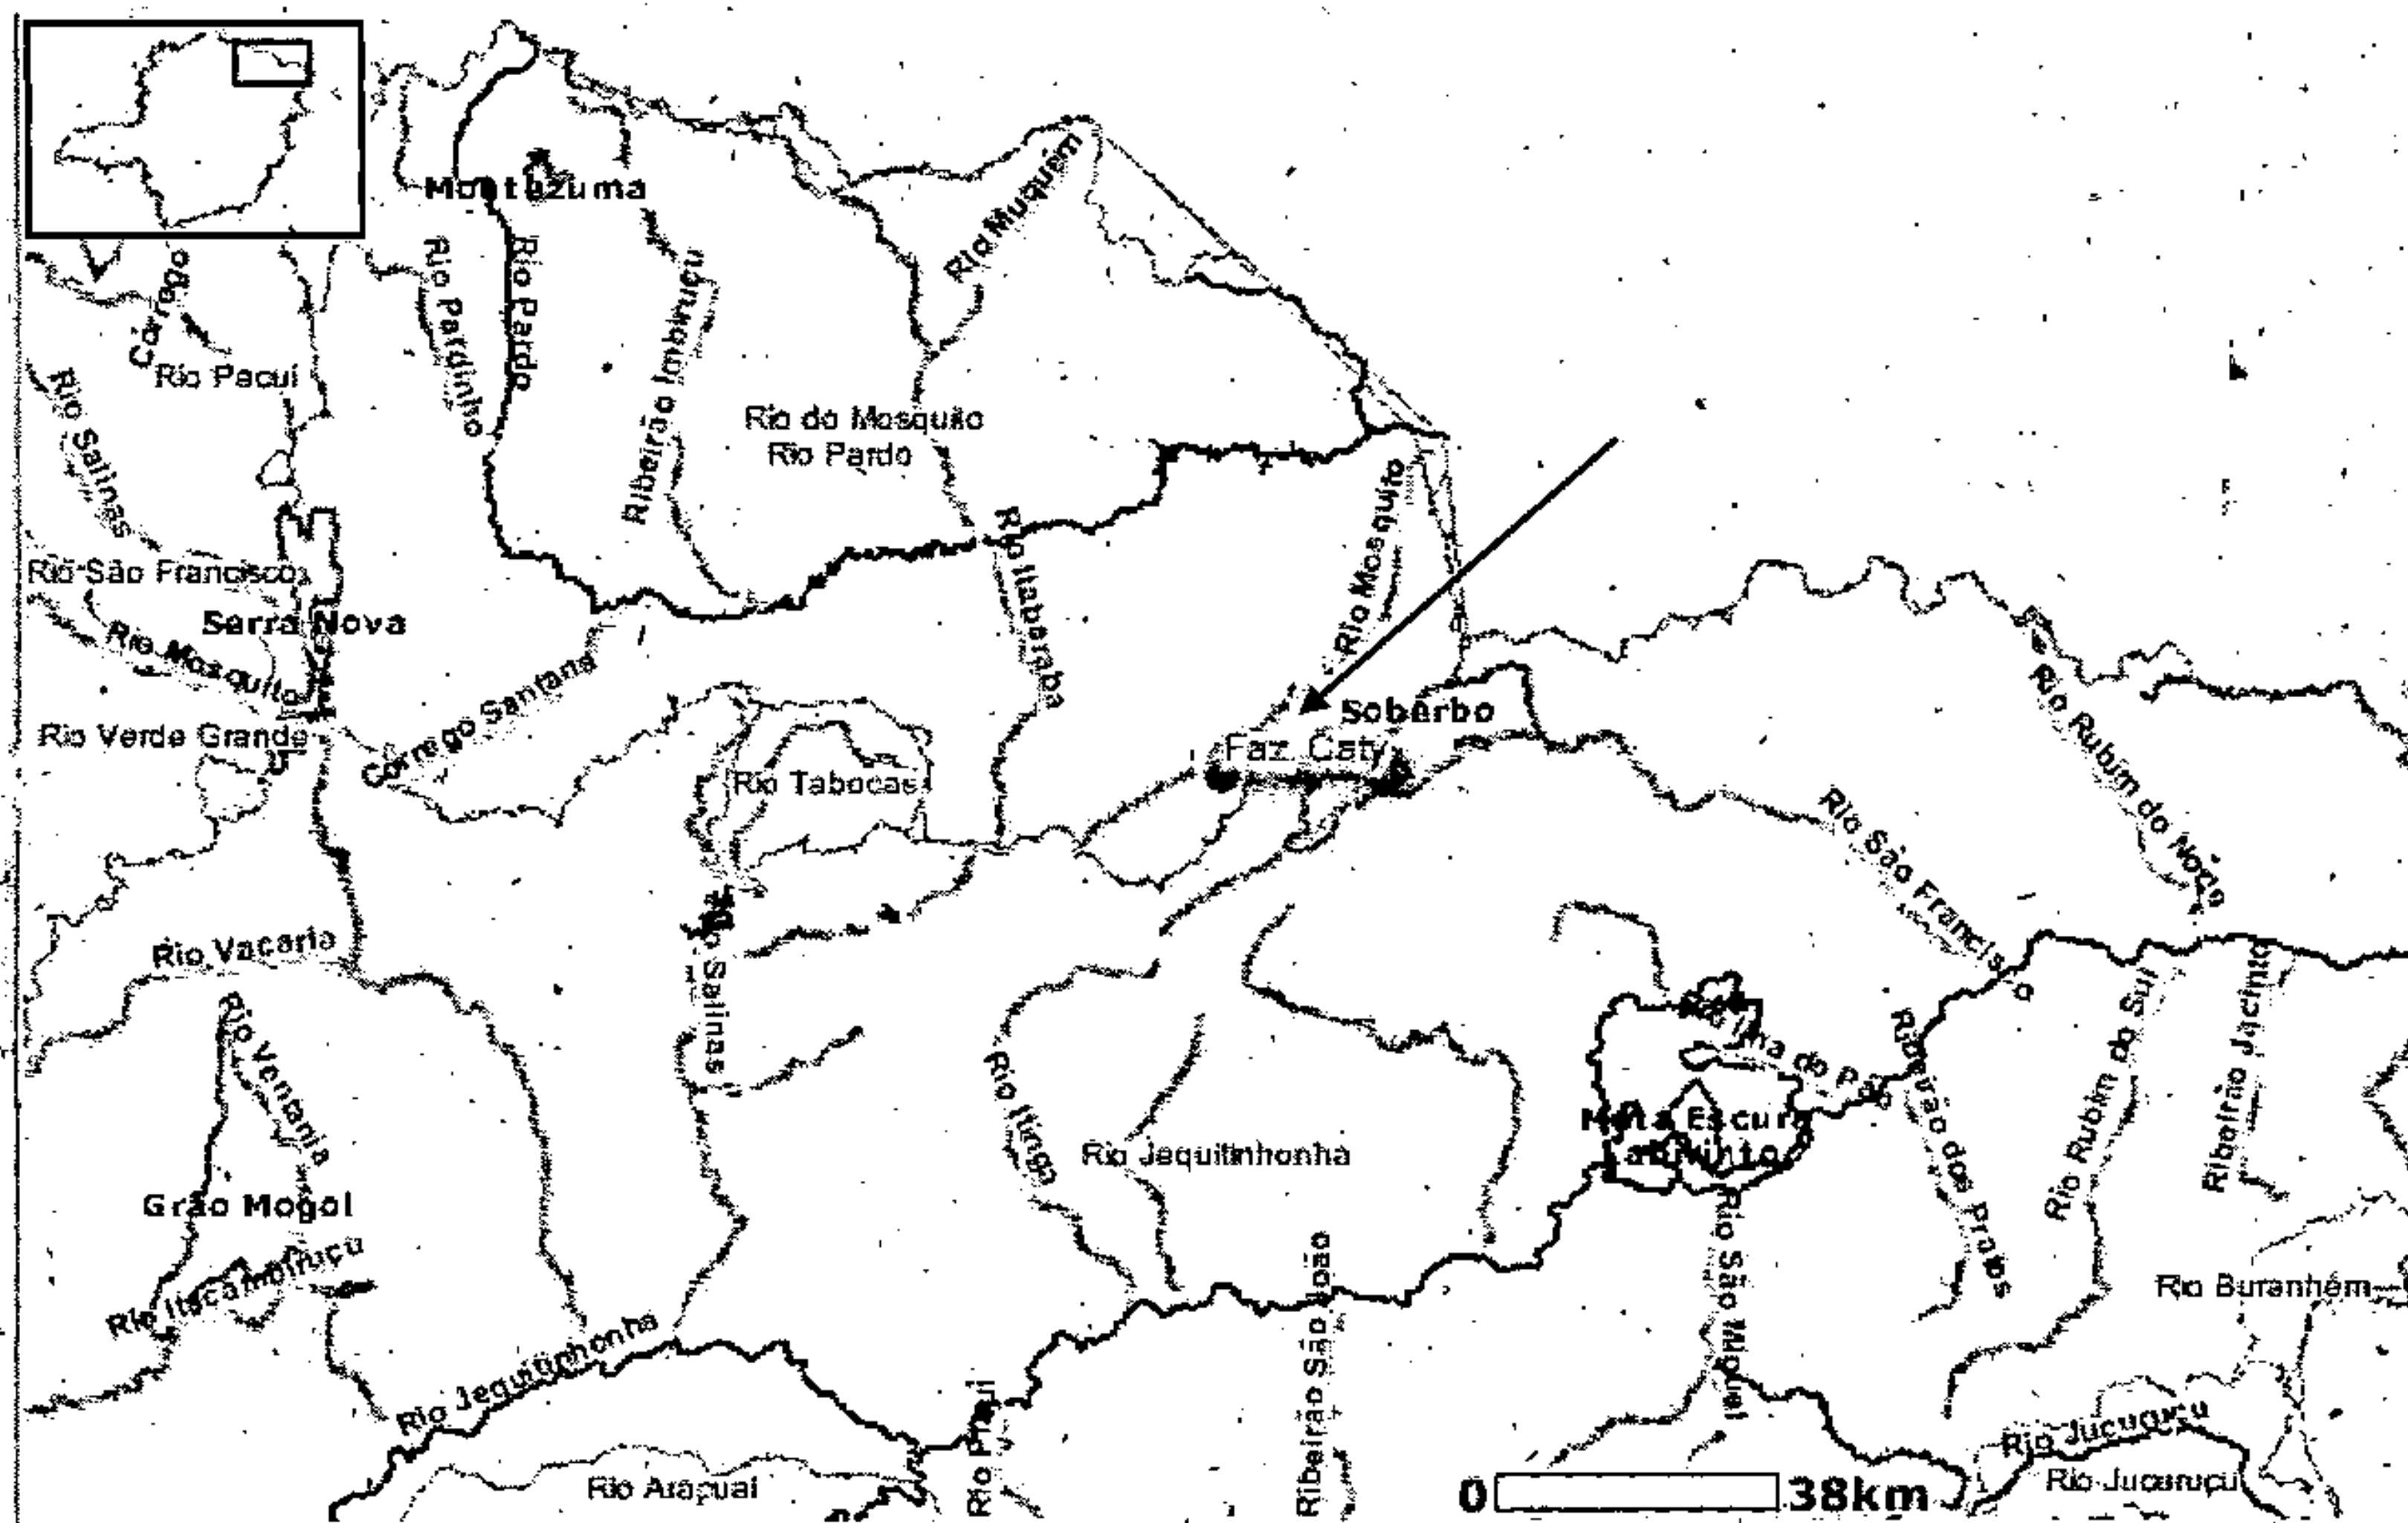 Montezuma
Rio Muquém
Córrego
Rio Pardinho
Rio Pardo
Ribeirão Imbiruçu
Rio Pacuí
Rio Salinas
Rio do Mosquito
Rio Pardo
Rio Mosquito
Rio Itaberaba
Rio São Francisco
Serra Nova
Rio Mosquito
Rio Verde Grande
Córrego Santana
Soberbo
Faz. Caty
Rio Tabocas
Rio Rubim do Norte
Rio São Francisco
Rio Vacaria
Salinas
Rio Ventania
Rio Itinga
Rio Jequitinhonha
Mata Escura
Ribeirão dos Prates
Rio Rubim do Sul
Ribeirão Jacinto
Grão Mogol
Rio Itacambiruçu
Rio São Miguel
Rio Buranhém
Rio Jequitinhonha
Ribeirão São João
Rio Piauí
Rio Araçuaí
Rio Jucuruçu
Rio Jucuruçu
0 38km